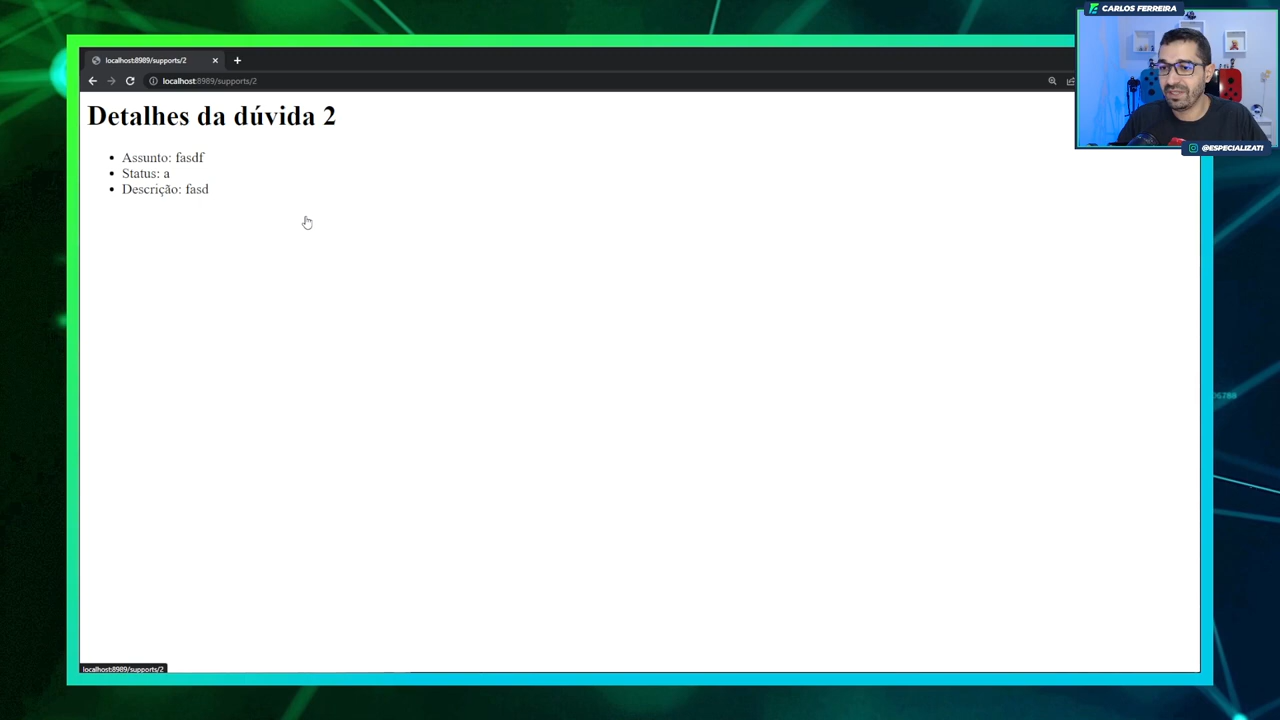 CARLOS FERREIRA
localhost:8989/supports/2
localhost:8989/supports/2
Detalhes da dúvida 2
Assunto: fasdf
Status: a
Descrição: fasd
@ESPECIALIZATI
localhost:8989/supports/2